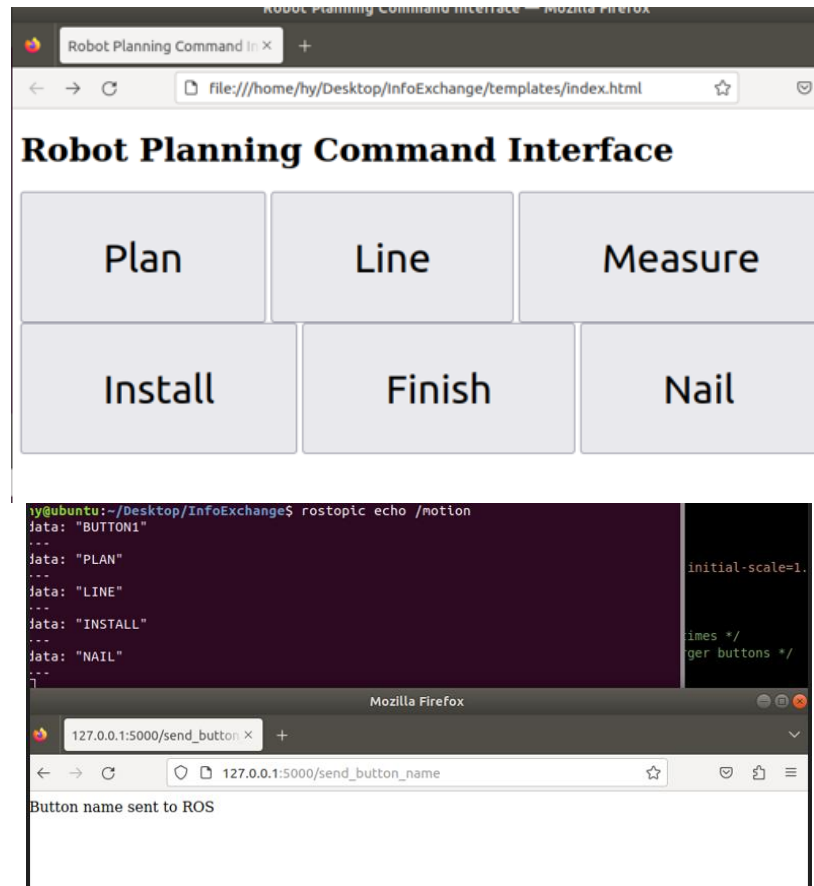 Robot Planning Command Interface — Mozilla Firefox
Robot Planning Command In ×
+
file:///home/hy/Desktop/InfoExchange/templates/index.html
Robot Planning Command Interface
Plan Line Measure
Install Finish Nail
hy@ubuntu:~/Desktop/InfoExchange$ rostopic echo /motion
data: "BUTTON1"
---
data: "PLAN"
---
data: "LINE"
---
data: "INSTALL"
---
data: "NAIL"
---
initial-scale=1.
times */
rger buttons */
Mozilla Firefox
127.0.0.1:5000/send_button ×
+
127.0.0.1:5000/send_button_name
Button name sent to ROS